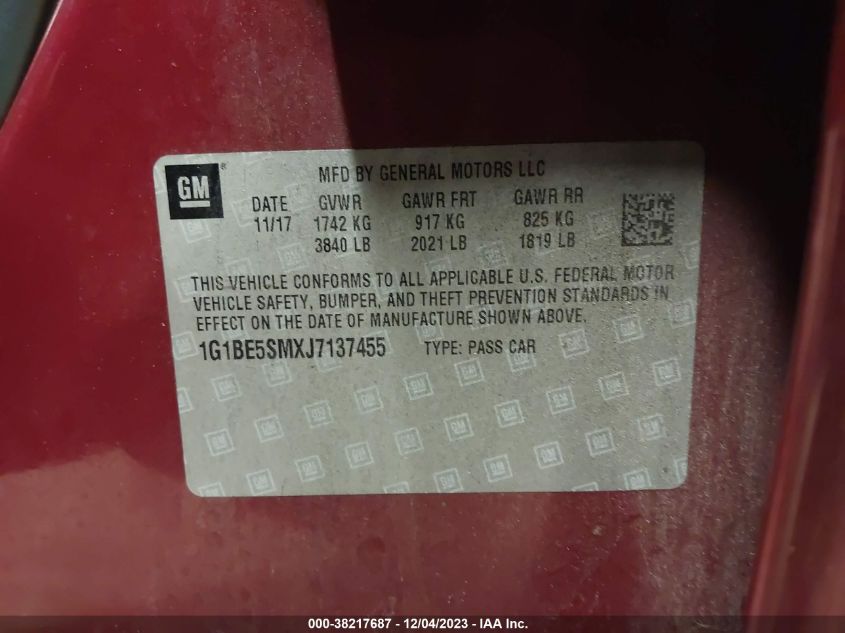 GM ®
MFD BY GENERAL MOTORS LLC
DATE GVWR GAWR FRT GAWR RR
11/17 1742 KG 917 KG 825 KG
3840 LB 2021 LB 1819 LB
THIS VEHICLE CONFORMS TO ALL APPLICABLE U.S. FEDERAL MOTOR
VEHICLE SAFETY, BUMPER, AND THEFT PREVENTION STANDARDS IN
EFFECT ON THE DATE OF MANUFACTURE SHOWN ABOVE.
1G1BE5SMXJ7137455 TYPE: PASS CAR
000-38217687 - 12/04/2023 - IAA Inc.